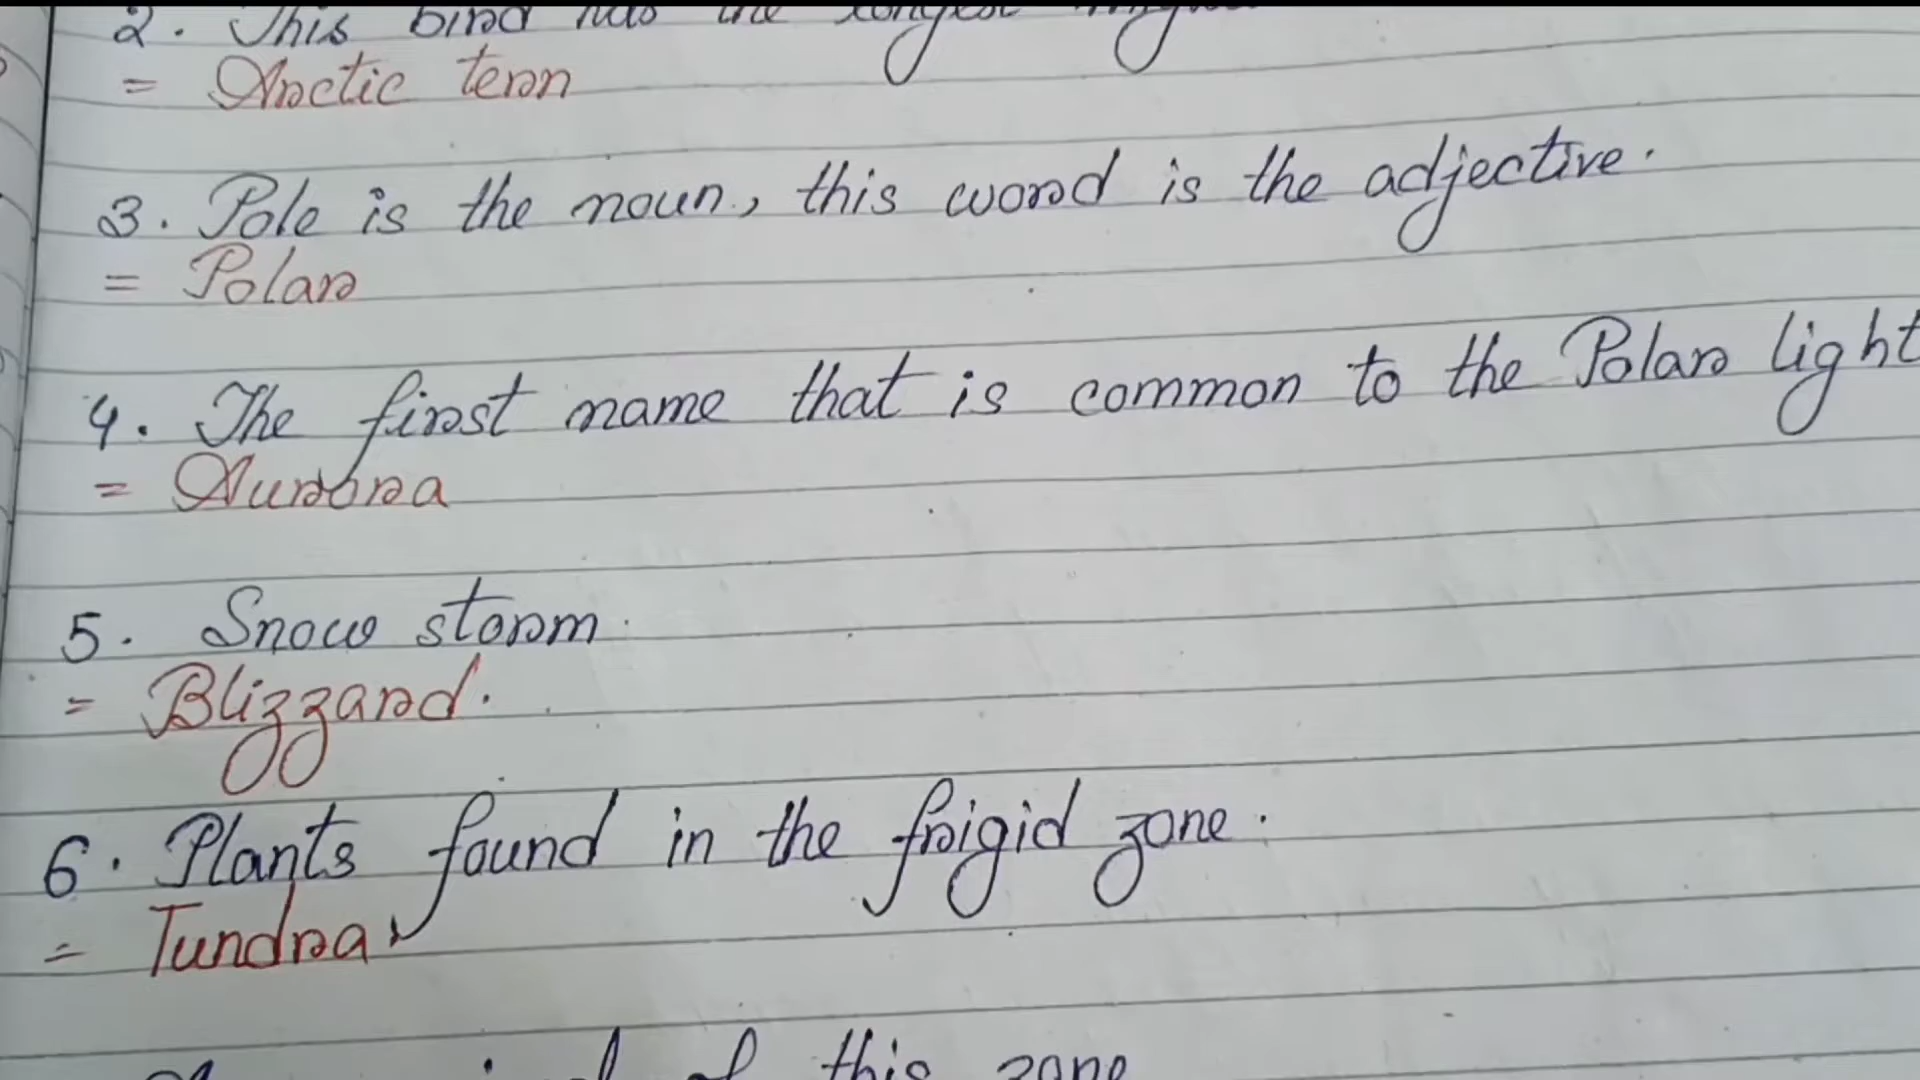 2. This bird has the longest
= Arctic tern
3. Pole is the noun, this word is the adjective.
= Polar
4. The first name that is common to the Polar light
= Aurora
5. Snow storm.
= Blizzard.
6. Plants found in the frigid zone.
= Tundra
this zone